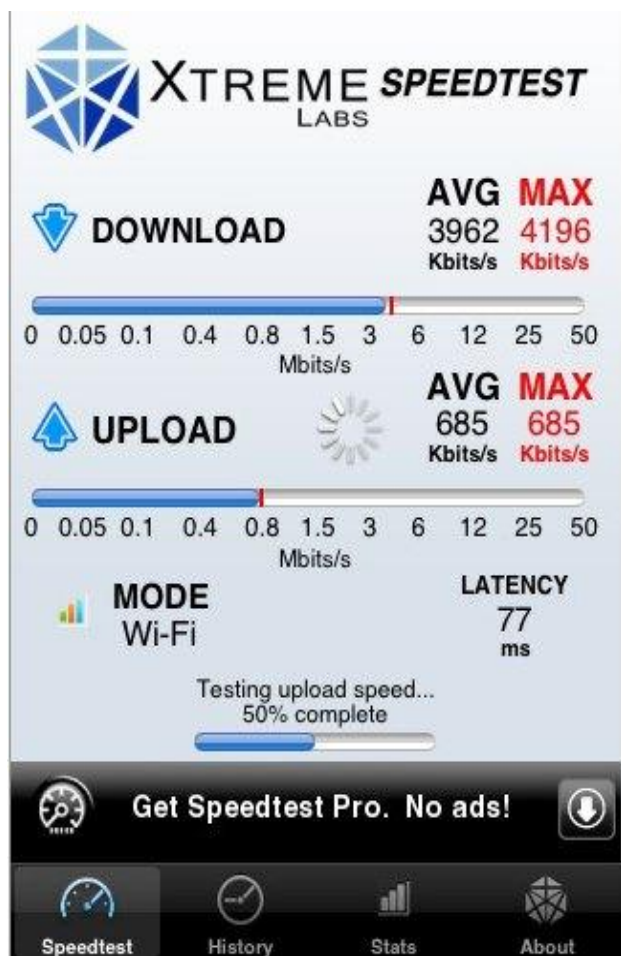 XTREME SPEEDTEST
LABS
AVG MAX
DOWNLOAD 3962 4196
Kbits/s Kbits/s
0 0.05 0.1 0.4 0.8 1.5 3 6 12 25 50
Mbits/s
AVG MAX
UPLOAD 685 685
Kbits/s Kbits/s
0 0.05 0.1 0.4 0.8 1.5 3 6 12 25 50
Mbits/s
MODE
Wi-Fi
LATENCY
77
ms
Testing upload speed...
50% complete
Get Speedtest Pro. No ads!
Speedtest History Stats About